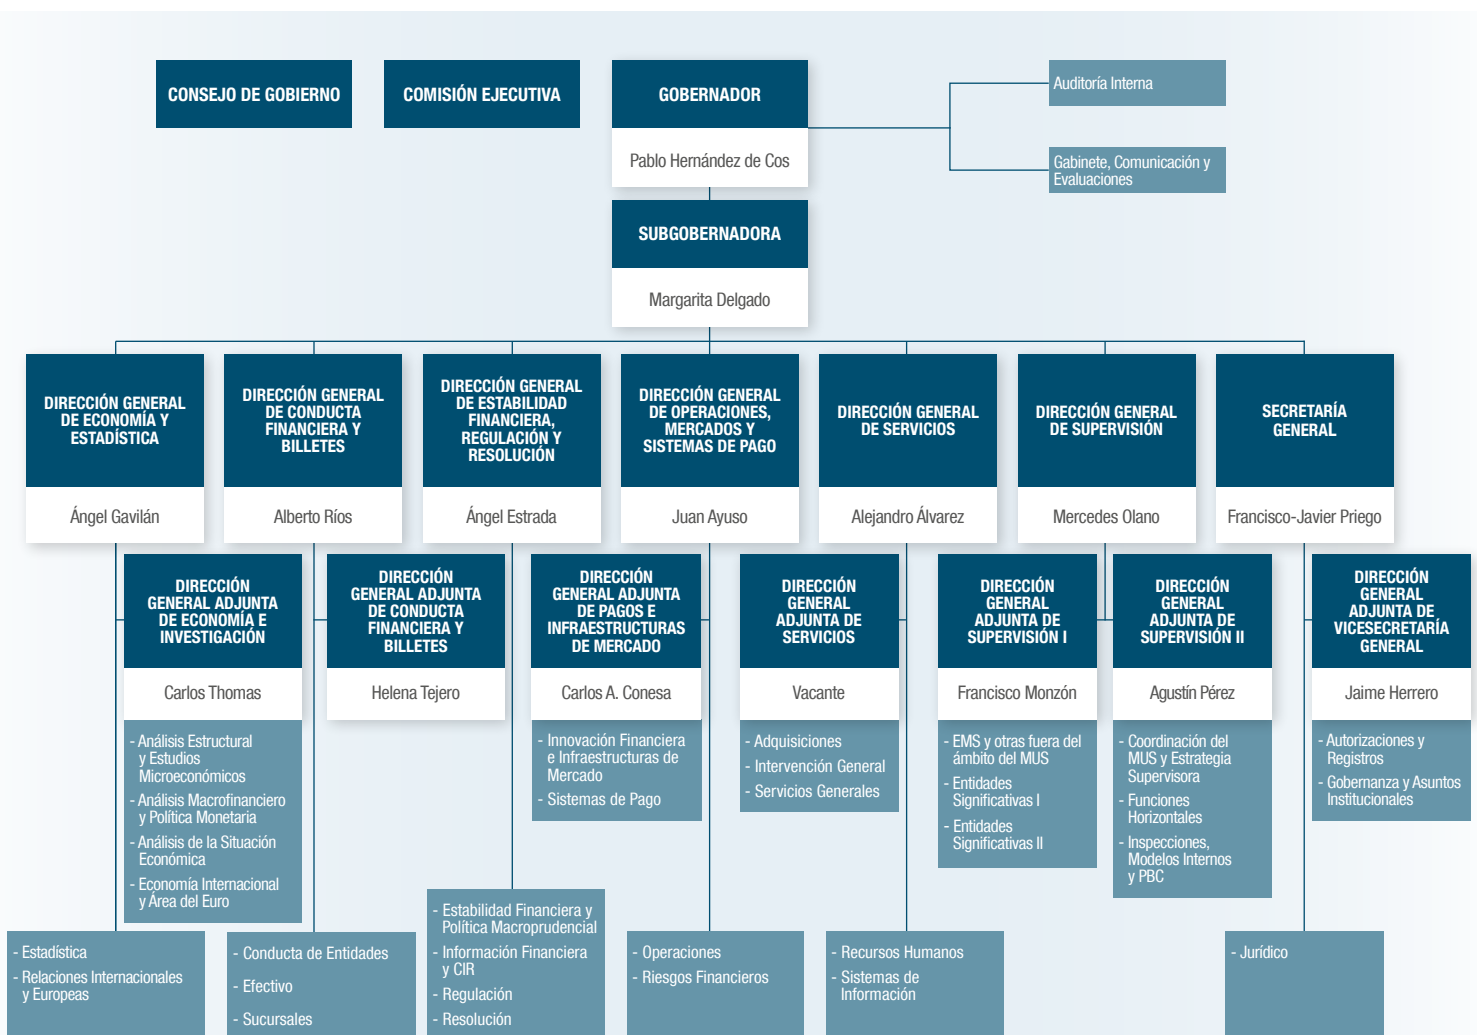 CONSEJO DE GOBIERNO
COMISIÓN EJECUTIVA
GOBERNADOR
Pablo Hernández de Cos
Auditoría Interna
Gabinete, Comunicación y
Evaluaciones
SUBGOBERNADORA
Margarita Delgado
DIRECCIÓN GENERAL
DE ECONOMÍA Y
ESTADÍSTICA
Ángel Gavilán
DIRECCIÓN GENERAL
DE CONDUCTA
FINANCIERA Y
BILLETES
Alberto Ríos
DIRECCIÓN GENERAL
DE ESTABILIDAD
FINANCIERA,
REGULACIÓN Y
RESOLUCIÓN
Ángel Estrada
DIRECCIÓN GENERAL
DE OPERACIONES,
MERCADOS Y
SISTEMAS DE PAGO
Juan Ayuso
DIRECCIÓN GENERAL
DE SERVICIOS
Alejandro Álvarez
DIRECCIÓN GENERAL
DE SUPERVISIÓN
Mercedes Olano
SECRETARÍA
GENERAL
Francisco-Javier Priego
DIRECCIÓN
GENERAL ADJUNTA
DE ECONOMÍA E
INVESTIGACIÓN
Carlos Thomas
- Análisis Estructural
y Estudios
Microeconómicos
- Análisis Macrofinanciero
y Política Monetaria
- Análisis de la Situación
Económica
- Economía Internacional
y Área del Euro
DIRECCIÓN
GENERAL ADJUNTA
DE CONDUCTA
FINANCIERA Y
BILLETES
Helena Tejero
DIRECCIÓN
GENERAL ADJUNTA
DE PAGOS E
INFRAESTRUCTURAS
DE MERCADO
Carlos A. Conesa
- Innovación Financiera
e Infraestructuras de
Mercado
- Sistemas de Pago
DIRECCIÓN
GENERAL
ADJUNTA DE
SERVICIOS
Vacante
- Adquisiciones
- Intervención General
- Servicios Generales
DIRECCIÓN
GENERAL
ADJUNTA DE
SUPERVISIÓN I
Francisco Monzón
- EMS y otras fuera del
ámbito del MUS
- Entidades
Significativas I
- Entidades
Significativas II
DIRECCIÓN
GENERAL
ADJUNTA DE
SUPERVISIÓN II
Agustín Pérez
- Coordinación del
MUS y Estrategia
Supervisora
- Funciones
Horizontales
- Inspecciones,
Modelos Internos
y PBC
DIRECCIÓN
GENERAL
ADJUNTA DE
VICESECRETARÍA
GENERAL
Jaime Herrero
- Autorizaciones y
Registros
- Gobernanza y Asuntos
Institucionales
- Estadística
- Relaciones Internacionales
y Europeas
- Conducta de Entidades
- Efectivo
- Sucursales
- Estabilidad Financiera y
Política Macroprudencial
- Información Financiera
y CIR
- Regulación
- Resolución
- Operaciones
- Riesgos Financieros
- Recursos Humanos
- Sistemas de
Información
- Jurídico